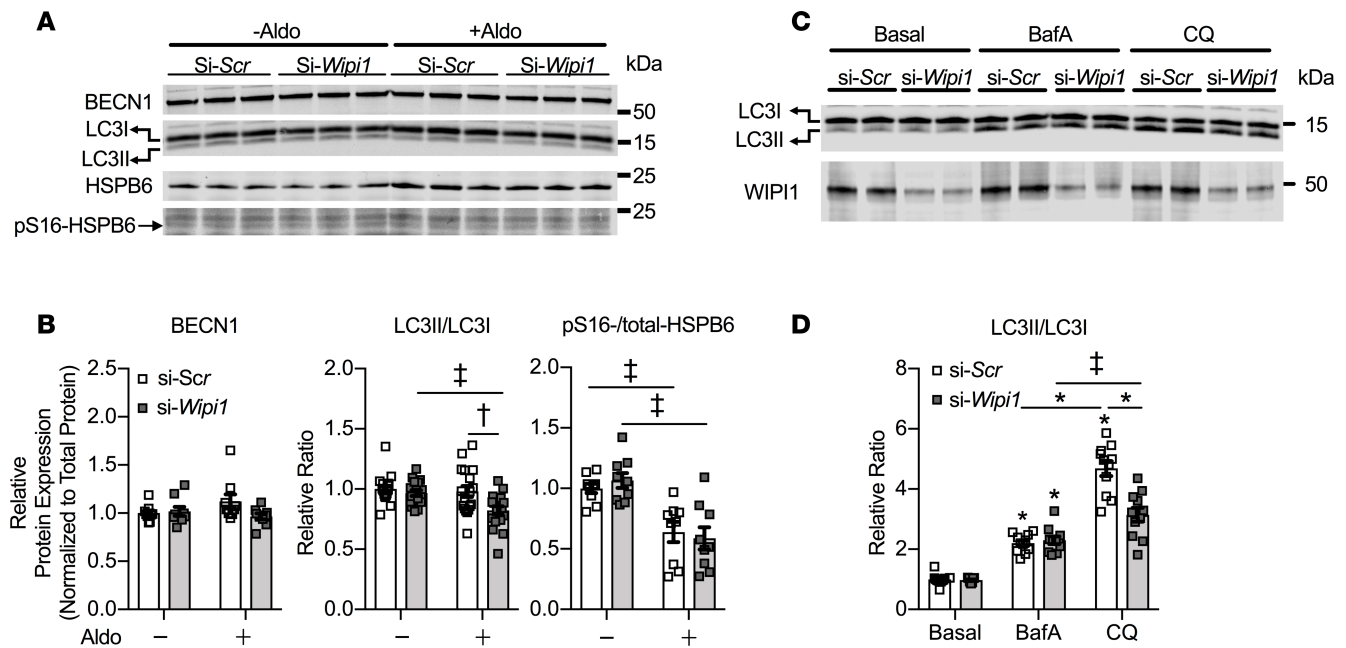 A
-Aldo
+Aldo
Si-Scr
Si-Wipi1
Si-Scr
Si-Wipi1
kDa
BECN1
50
LC3I
15
LC3II
25
HSPB6
25
pS16-HSPB6
C
Basal
BafA
CQ
si-Scr
si-Wipi1
si-Scr
si-Wipi1
si-Scr
si-Wipi1
kDa
LC3I
15
LC3II
WIPI1
50
B
BECN1
Relative
Protein Expression
(Normalized to Total Protein)
2.5
2.0
1.5
1.0
0.5
0.0
si-Scr
si-Wipi1
Aldo
−
+
LC3II/LC3I
Relative Ratio
2.0
1.5
1.0
0.5
0.0
‡
†
−
+
pS16-/total-HSPB6
2.0
1.5
1.0
0.5
0.0
‡
‡
−
+
D
LC3II/LC3I
Relative Ratio
8
6
4
2
0
si-Scr
si-Wipi1
‡
*
*
*
*
*
Basal
BafA
CQ